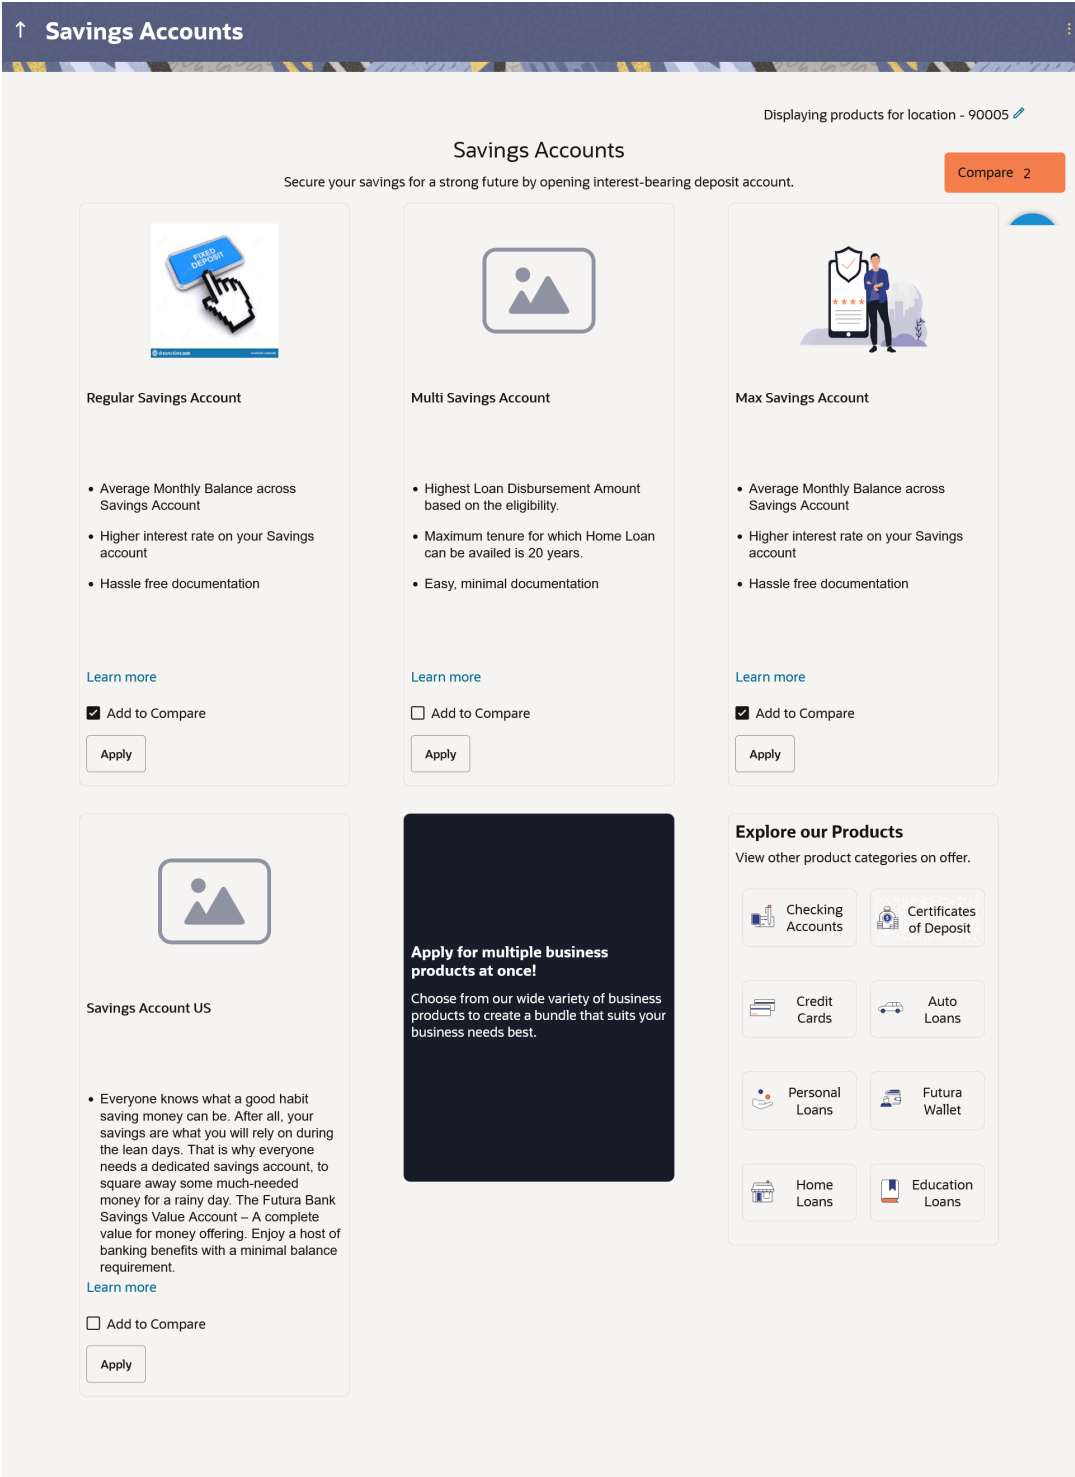 Savings Accounts
Displaying products for location - 90005
Savings Accounts
Secure your savings for a strong future by opening interest-bearing deposit account.
Compare 2
FIXED
DEPOSIT
Regular Savings Account
• Average Monthly Balance across
Savings Account
• Higher interest rate on your Savings
account
• Hassle free documentation
Learn more
Add to Compare
Apply
Multi Savings Account
• Highest Loan Disbursement Amount
based on the eligibility.
• Maximum tenure for which Home Loan
can be availed is 20 years.
• Easy, minimal documentation
Learn more
Add to Compare
Apply
****
Max Savings Account
• Average Monthly Balance across
Savings Account
• Higher interest rate on your Savings
account
• Hassle free documentation
Learn more
Add to Compare
Apply
Savings Account US
• Everyone knows what a good habit
saving money can be. After all, your
savings are what you will rely on during
the lean days. That is why everyone
needs a dedicated savings account, to
square away some much-needed
money for a rainy day. The Futura Bank
Savings Value Account – A complete
value for money offering. Enjoy a host of
banking benefits with a minimal balance
requirement.
Learn more
Add to Compare
Apply
Apply for multiple business
products at once!
Choose from our wide variety of business
products to create a bundle that suits your
business needs best.
Explore our Products
View other product categories on offer.
Checking
Accounts
Certificates
of Deposit
Credit
Cards
Auto
Loans
Personal
Loans
Futura
Wallet
Home
Loans
Education
Loans